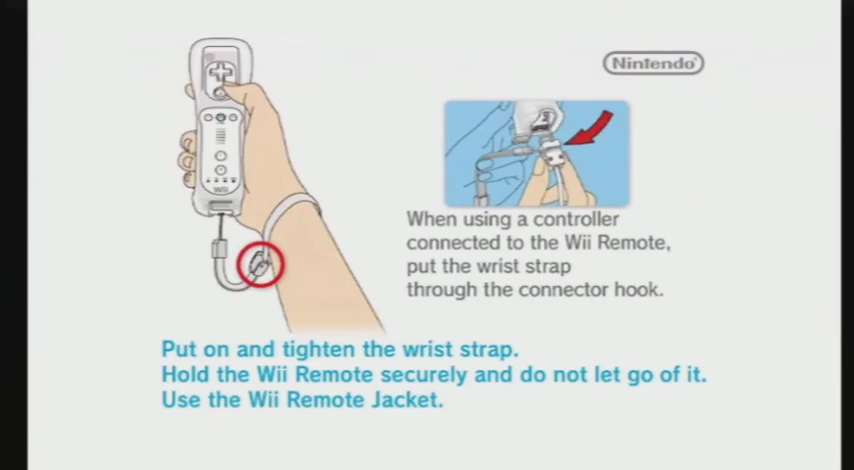 Nintendo
Wii
When using a controller
connected to the Wii Remote,
put the wrist strap
through the connector hook.
Put on and tighten the wrist strap.
Hold the Wii Remote securely and do not let go of it.
Use the Wii Remote Jacket.